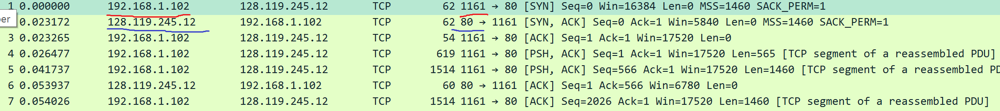 1 0.000000 192.168.1.102 128.119.245.12 TCP 62 1161 → 80 [SYN] Seq=0 Win=16384 Len=0 MSS=1460 SACK_PERM=1
0.023172 128.119.245.12 192.168.1.102 TCP 62 80 → 1161 [SYN, ACK] Seq=0 Ack=1 Win=5840 Len=0 MSS=1460 SACK_PERM=1
3 0.023265 192.168.1.102 128.119.245.12 TCP 54 1161 → 80 [ACK] Seq=1 Ack=1 Win=17520 Len=0
4 0.026477 192.168.1.102 128.119.245.12 TCP 619 1161 → 80 [PSH, ACK] Seq=1 Ack=1 Win=17520 Len=565 [TCP segment of a reassembled PDU]
5 0.041737 192.168.1.102 128.119.245.12 TCP 1514 1161 → 80 [PSH, ACK] Seq=566 Ack=1 Win=17520 Len=1460 [TCP segment of a reassembled PD
6 0.053937 128.119.245.12 192.168.1.102 TCP 60 80 → 1161 [ACK] Seq=1 Ack=566 Win=6780 Len=0
7 0.054026 192.168.1.102 128.119.245.12 TCP 1514 1161 → 80 [ACK] Seq=2026 Ack=1 Win=17520 Len=1460 [TCP segment of a reassembled PDU]